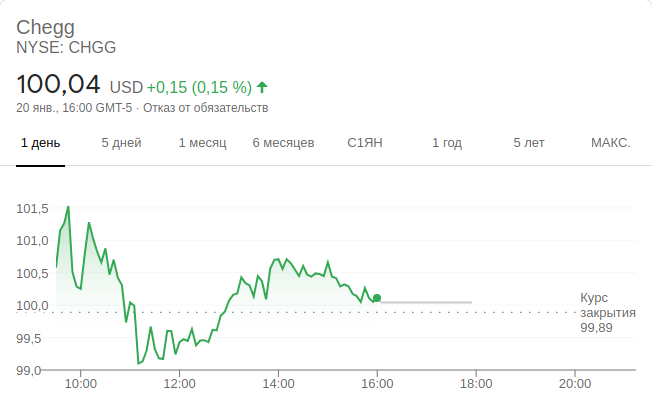 Chegg
NYSE: CHGG
100,04 USD +0,15 (0,15 %)
20 янв., 16:00 GMT-5 · Отказ от обязательств
1 день 5 дней 1 месяц 6 месяцев С1ЯН 1 год 5 лет МАКС.
101,5
101,0
100,5
100,0
99,5
99,0
Курс
закрытия
99,89
10:00 12:00 14:00 16:00 18:00 20:00